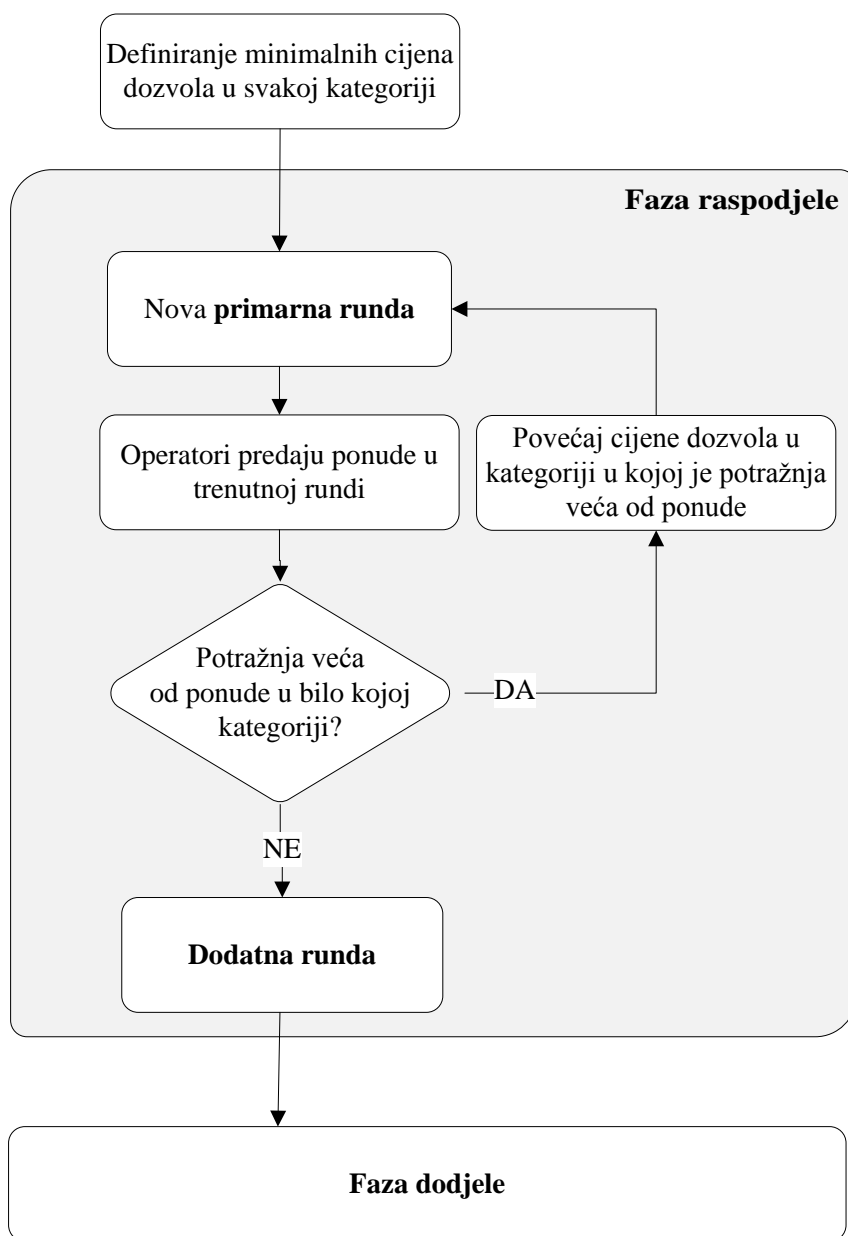 Definiranje minimalnih cijena
dozvola u svakoj kategoriji
Faza raspodjele
Nova primarna runda
Operatori predaju ponude u
trenutnoj rundi
Povećaj cijene dozvola u
kategoriji u kojoj je potražnja
veća od ponude
Potražnja veća
od ponude u bilo kojoj
kategoriji?
DA
NE
Dodatna runda
Faza dodjele